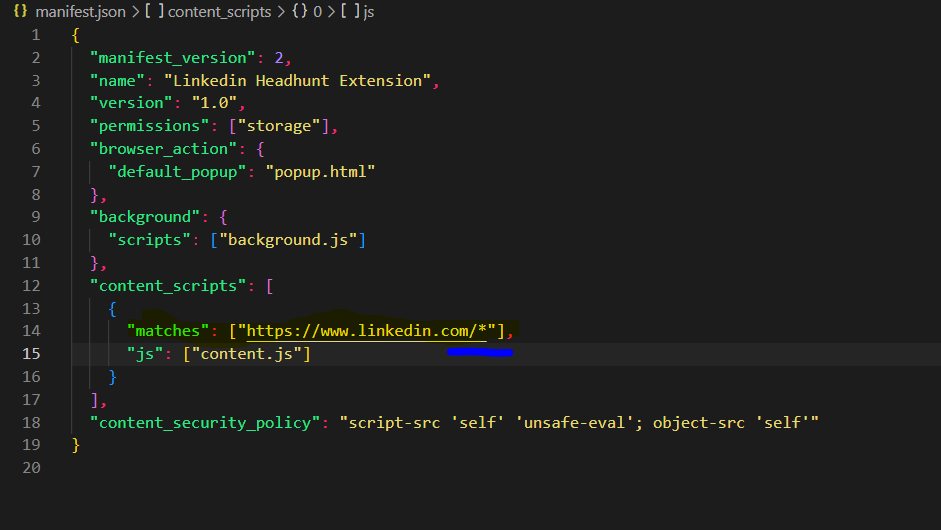 {} manifest.json > [ ] content_scripts > {} 0 > [ ] js
1 {
2 "manifest_version": 2,
3 "name": "Linkedin Headhunt Extension",
4 "version": "1.0",
5 "permissions": ["storage"],
6 "browser_action": {
7 "default_popup": "popup.html"
8 },
9 "background": {
10 "scripts": ["background.js"]
11 },
12 "content_scripts": [
13 {
14 "matches": ["https://www.linkedin.com/*"],
15 "js": ["content.js"]
16 }
17 ],
18 "content_security_policy": "script-src 'self' 'unsafe-eval'; object-src 'self'"
19 }
20